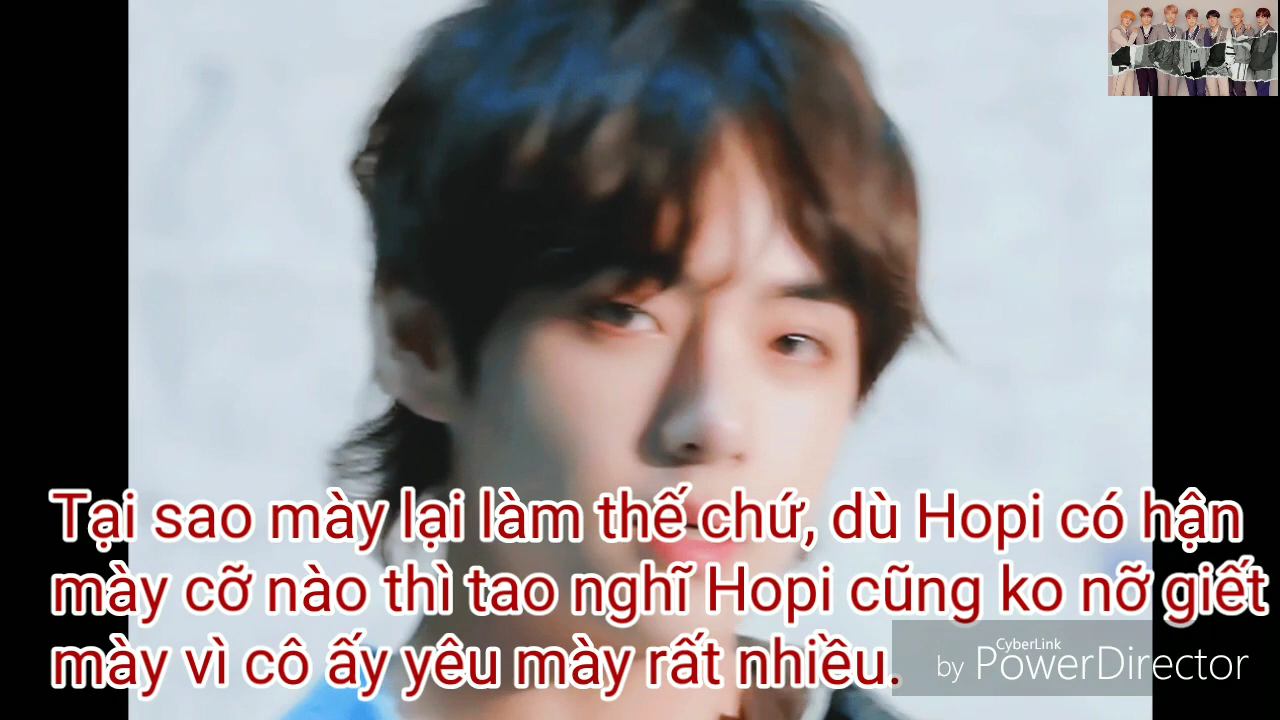 Tại sao mày lại làm thế chứ, dù Hopi có hận
mày cỡ nào thì tao nghĩ Hopi cũng ko nỡ giết
mày vì cô ấy yêu mày rất nhiều.
CyberLink
by PowerDirector